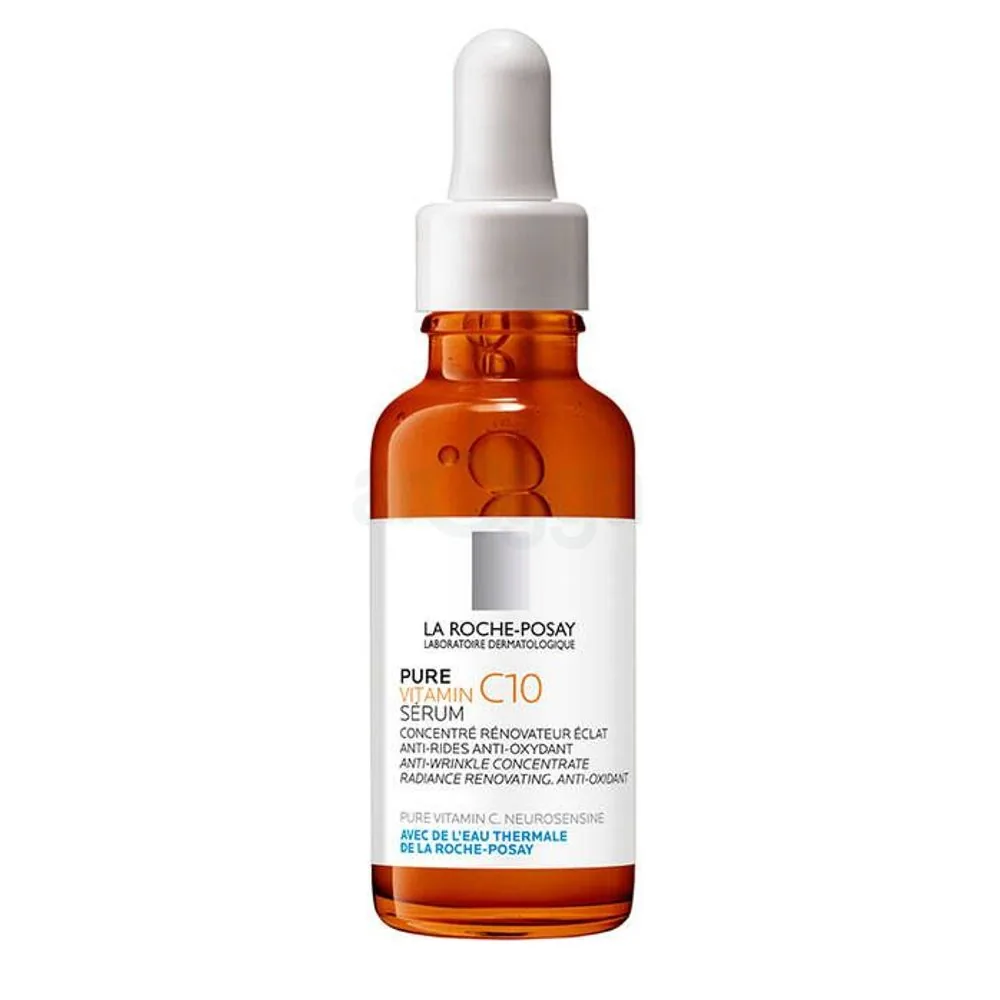 LA ROCHE-POSAY
LABORATOIRE DERMATOLOGIQUE
PURE
VITAMIN C10
SÉRUM
CONCENTRÉ RÉNOVATEUR ÉCLAT
ANTI-RIDES ANTI-OXYDANT
ANTI-WRINKLE CONCENTRATE
RADIANCE RENOVATING. ANTI-OXIDANT
PURE VITAMIN C. NEUROSENSINE
AVEC DE L'EAU THERMALE
DE LA ROCHE-POSAY